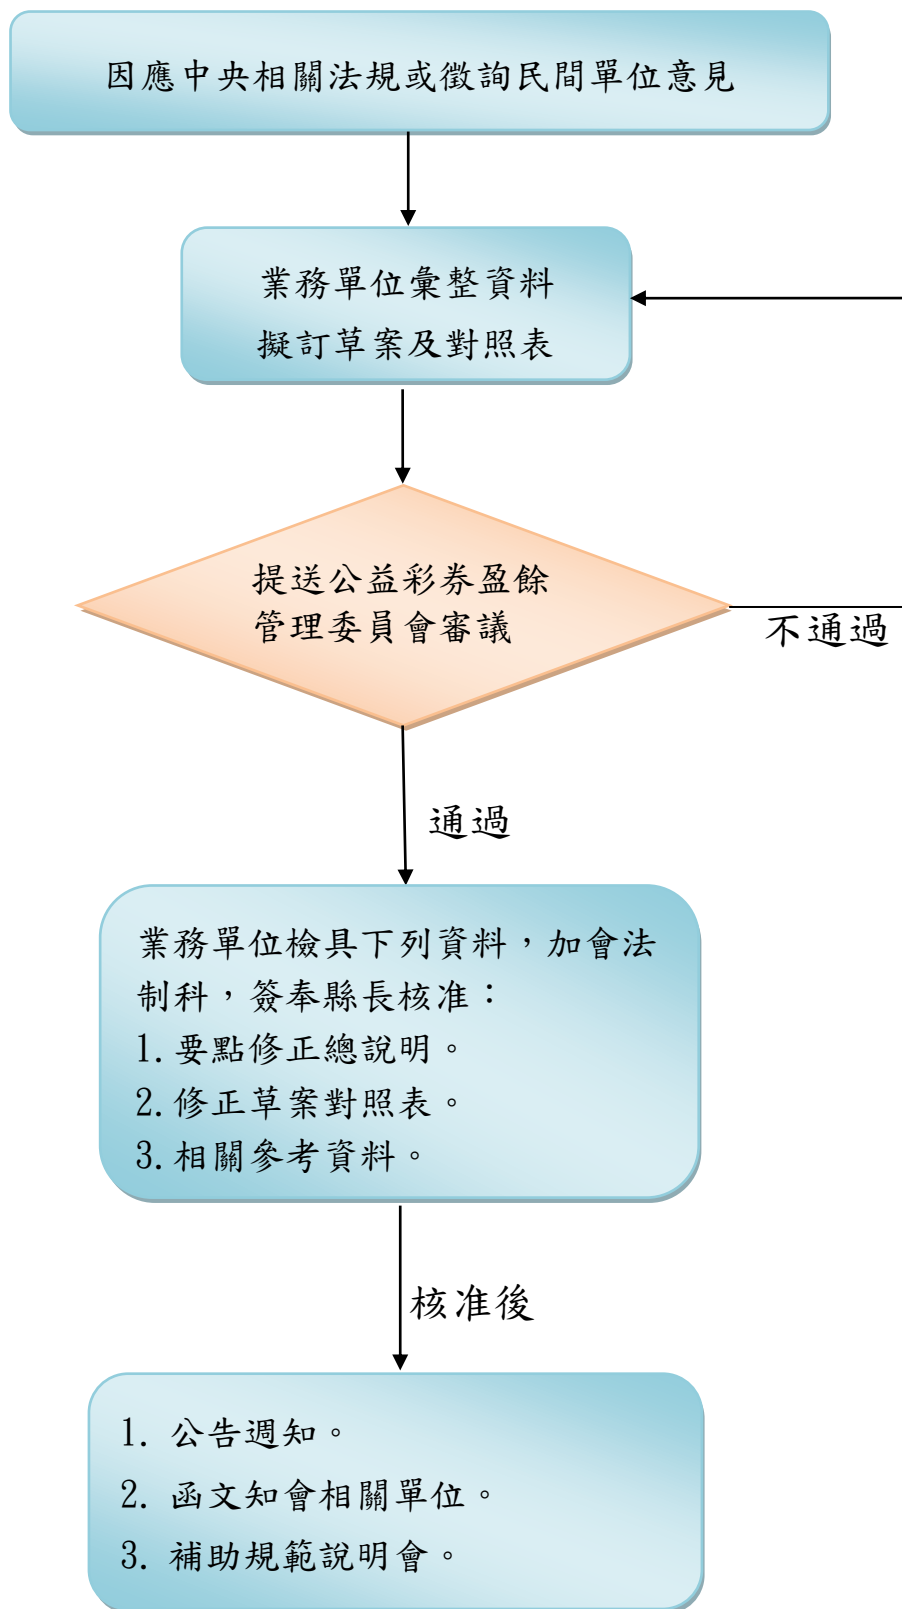 因應中央相關法規或徵詢民間單位意見
業務單位彙整資料
擬訂草案及對照表
提送公益彩券盈餘
管理委員會審議
不通過
通過
業務單位檢具下列資料，加會法
制科，簽奉縣長核准：
1.要點修正總說明。
2.修正草案對照表。
3.相關參考資料。
核准後
1. 公告週知。
2. 函文知會相關單位。
3. 補助規範說明會。